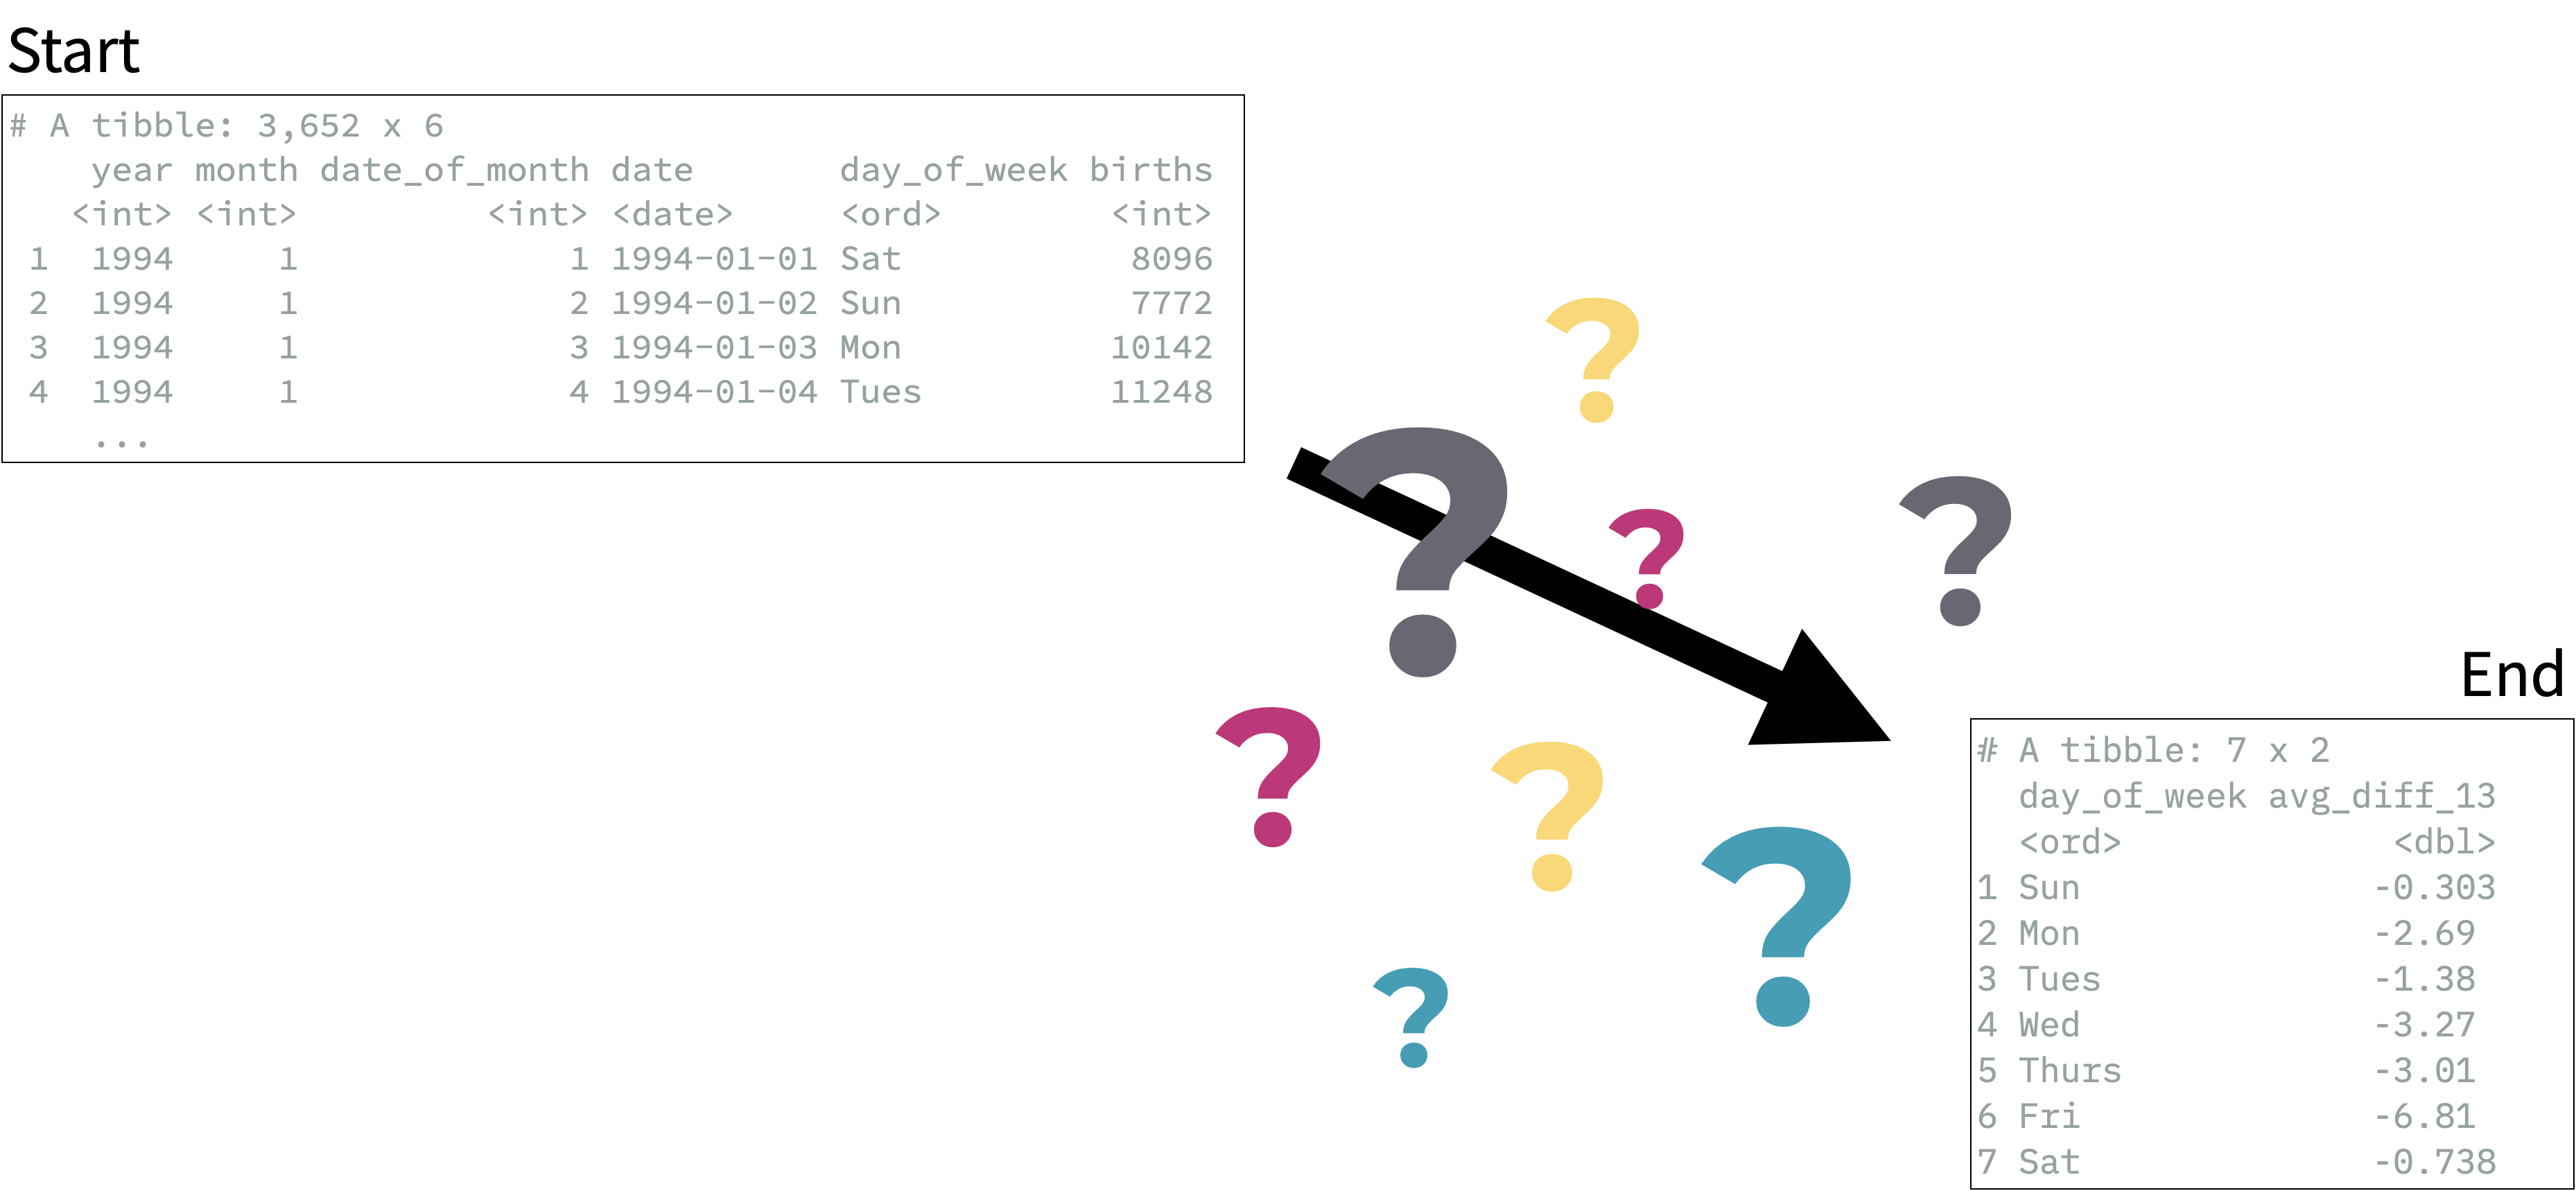 Start
# A tibble: 3,652 x 6
year month date_of_month date day_of_week births
<int> <int> <int> <date> <ord> <int>
1 1994 1 1 1994-01-01 Sat 8096
2 1994 1 2 1994-01-02 Sun 7772
3 1994 1 3 1994-01-03 Mon 10142
4 1994 1 4 1994-01-04 Tues 11248
...
?
?
?
?
?
?
?
?
End
# A tibble: 7 x 2
day_of_week avg_diff_13
<ord> <dbl>
1 Sun -0.303
2 Mon -2.69
3 Tues -1.38
4 Wed -3.27
5 Thurs -3.01
6 Fri -6.81
7 Sat -0.738